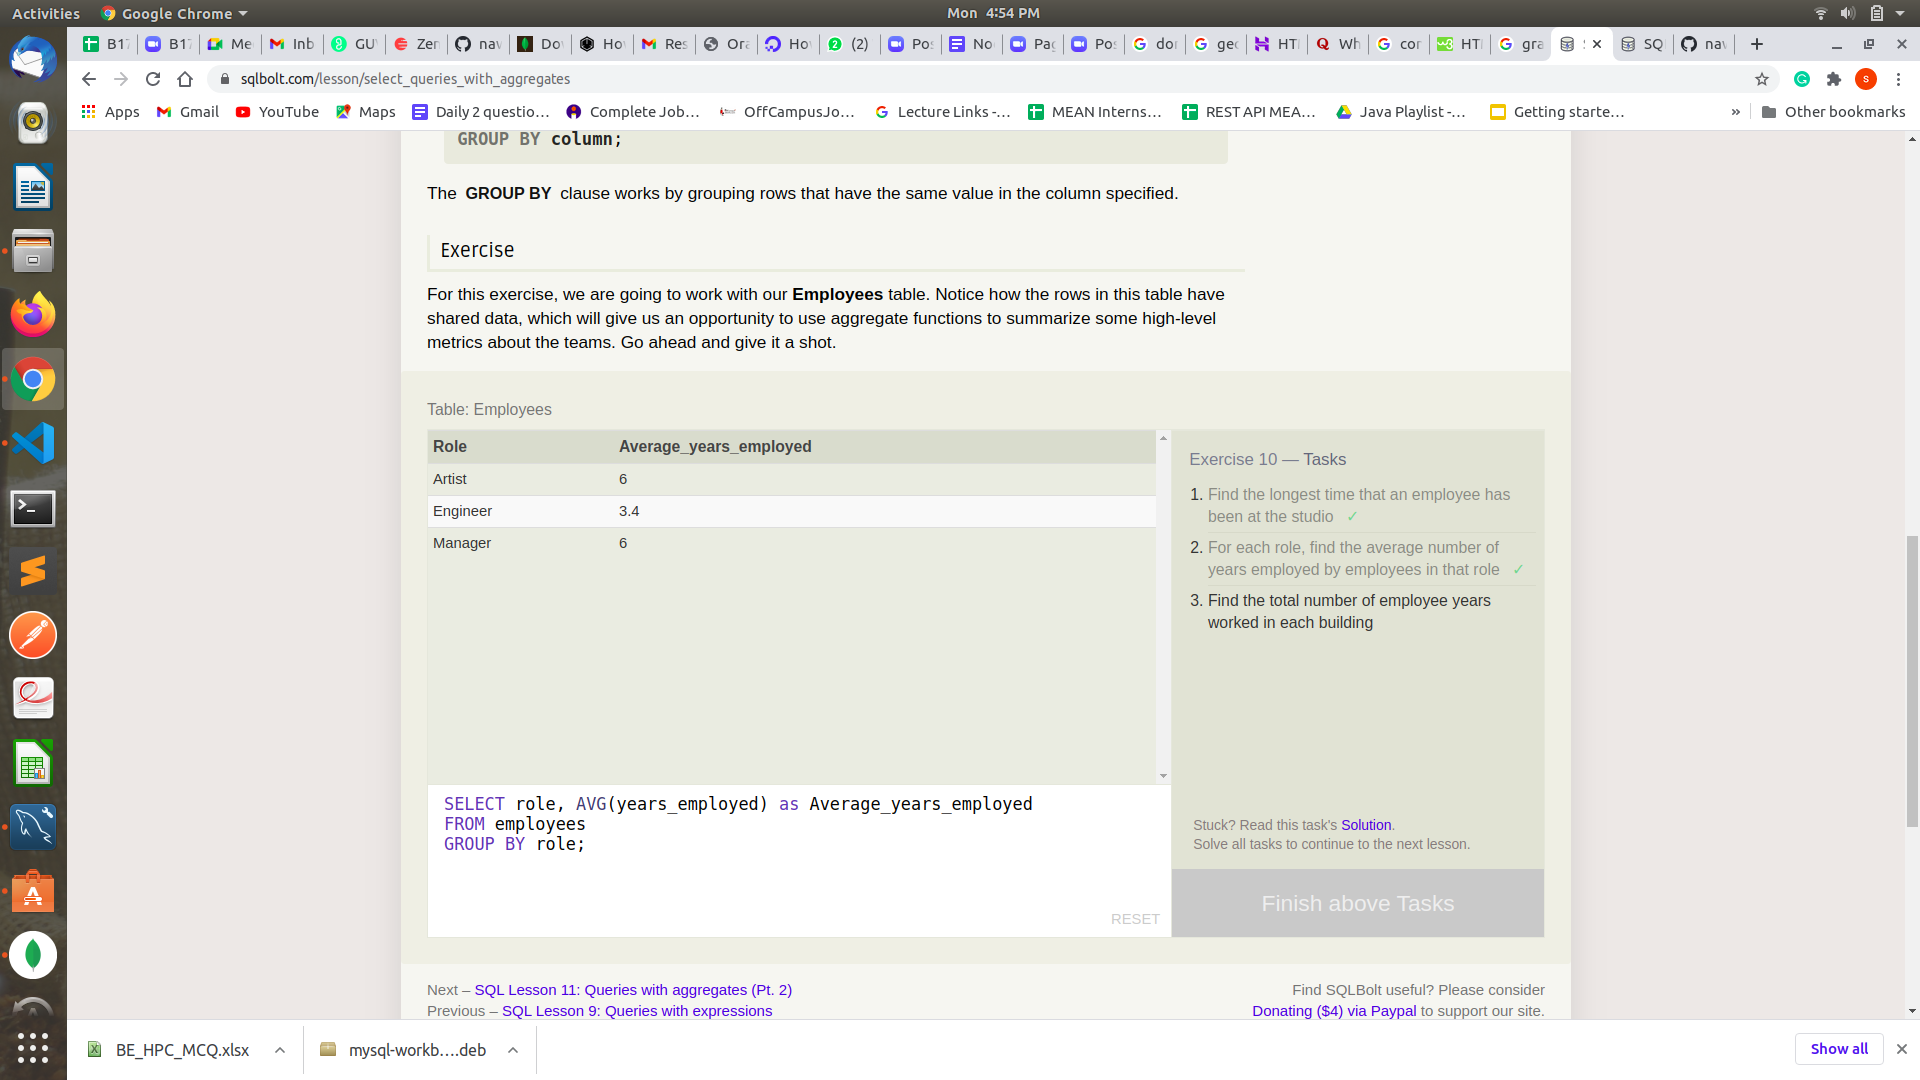 Activities Google Chrome Mon 4:54 PM
B17 B17 Me Inb GU Zen nav Do Ho Res Ora Ho (2) Pos No Pag Pos dor geo HTI Wh cor HTI gra SQ nav
sqlbolt.com/lesson/select_queries_with_aggregates
Apps Gmail YouTube Maps Daily 2 questio... Complete Job... OffCampusJo... Lecture Links -... MEAN Interns... REST API MEA... Java Playlist -... Getting starte... » Other bookmarks
GROUP BY column;
The GROUP BY clause works by grouping rows that have the same value in the column specified.
Exercise
For this exercise, we are going to work with our Employees table. Notice how the rows in this table have
shared data, which will give us an opportunity to use aggregate functions to summarize some high-level
metrics about the teams. Go ahead and give it a shot.
Table: Employees
Role Average_years_employed
Artist 6
Engineer 3.4
Manager 6
Exercise 10 — Tasks
1. Find the longest time that an employee has
been at the studio ✓
2. For each role, find the average number of
years employed by employees in that role ✓
3. Find the total number of employee years
worked in each building
SELECT role, AVG(years_employed) as Average_years_employed
FROM employees
GROUP BY role;
RESET
Stuck? Read this task's Solution.
Solve all tasks to continue to the next lesson.
Finish above Tasks
Next – SQL Lesson 11: Queries with aggregates (Pt. 2)
Previous – SQL Lesson 9: Queries with expressions
Find SQLBolt useful? Please consider
Donating ($4) via Paypal to support our site.
BE_HPC_MCQ.xlsx mysql-workb....deb Show all